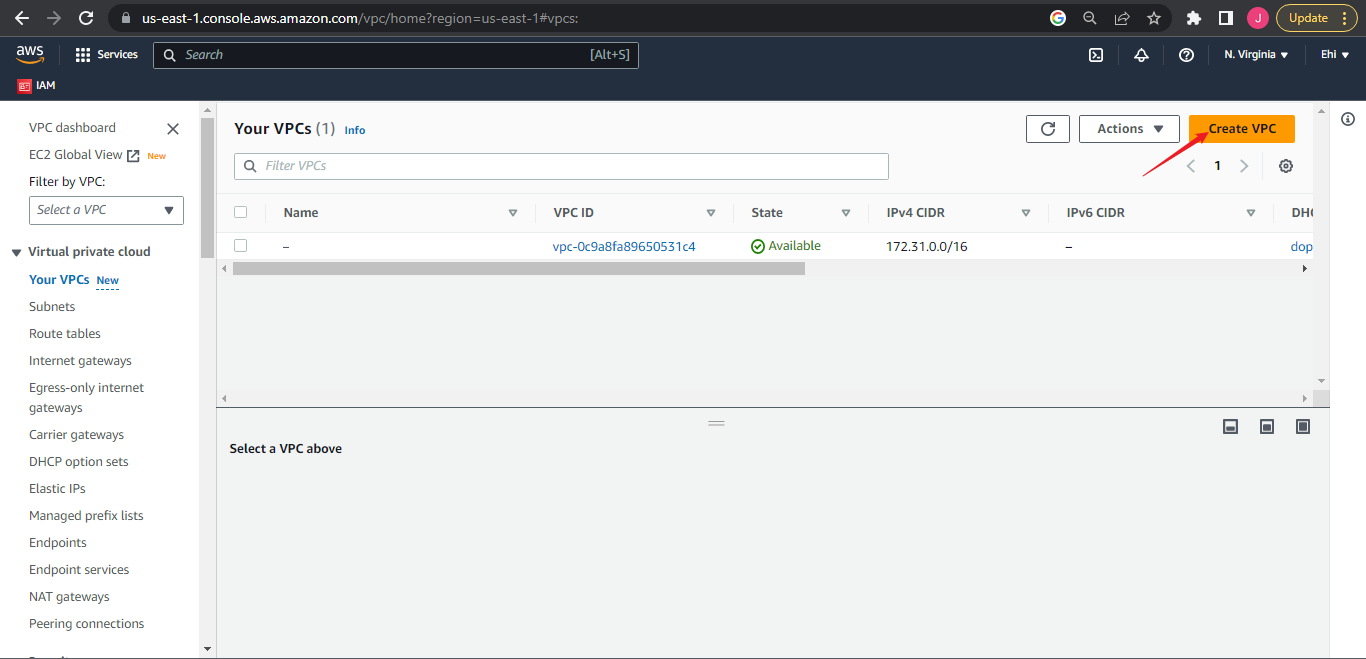 us-east-1.console.aws.amazon.com/vpc/home?region=us-east-1#vpcs:
J
Update
aws
Services
Search
[Alt+S]
N. Virginia
Ehi
IAM
VPC dashboard
EC2 Global View New
Filter by VPC:
Select a VPC
Virtual private cloud
Your VPCs New
Subnets
Route tables
Internet gateways
Egress-only internet
gateways
Carrier gateways
DHCP option sets
Elastic IPs
Managed prefix lists
Endpoints
Endpoint services
NAT gateways
Peering connections
Your VPCs (1) Info
Actions
Create VPC
Filter VPCs
1
Name VPC ID State IPv4 CIDR IPv6 CIDR DHC
– vpc-0c9a8fa89650531c4 Available 172.31.0.0/16 – dop
Select a VPC above